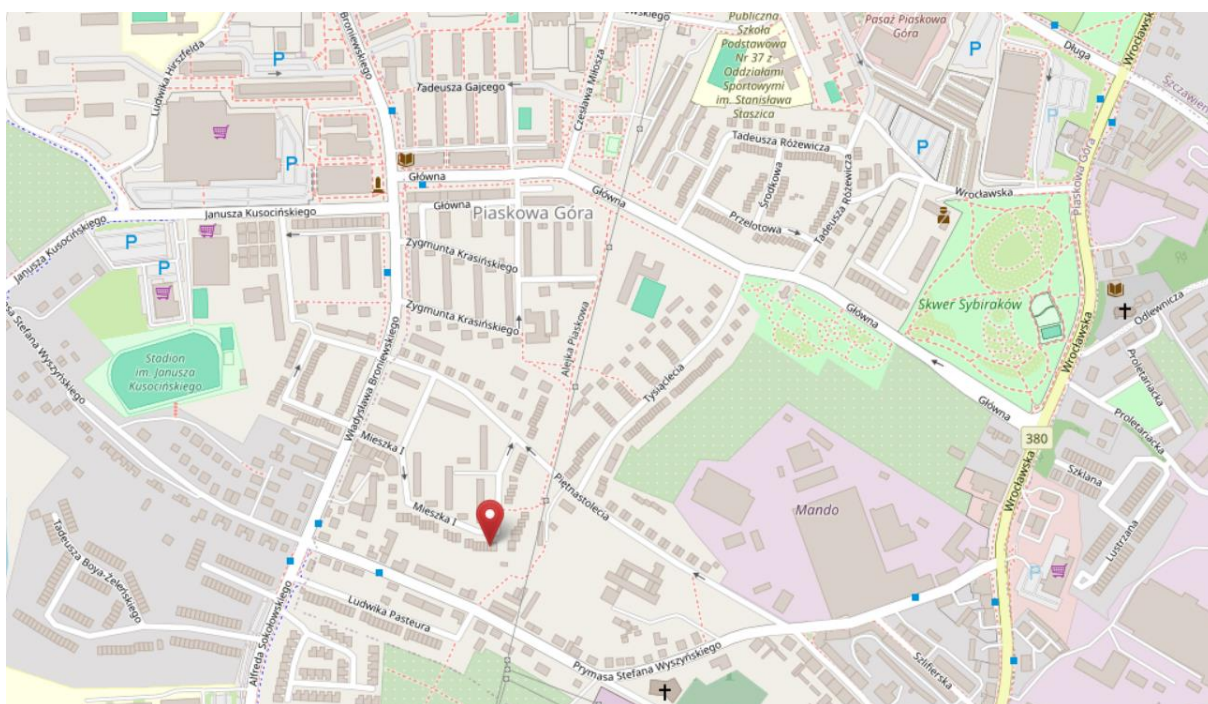 Ludwika Hirszfelda
Broniewskiego
P
Tadeusza Gajcego
Czesława Miłosza
Publiczna
Szkoła
Podstawowa
Nr 37 z
Oddziałami
Sportowymi
im. Stanisława
Staszica
Pasaż Piaskowa
Góra
P
Długa
Wrocławska
Szczawień
P
P
P
Tadeusza Różewicza
Środkowa
Przelotowa
Tadeusza Różewicza
Wrocławska
Piaskowa Góra
Główna
Główna
Janusza Kusocińskiego
Główna
Piaskowa Góra
Janusza Kusocińskiego
P
P
Zygmunta Krasińskiego
Zygmunta Krasińskiego
Alejka Piaskowa
Główna
Skwer Sybiraków
Wrocławska
Odlewnicza
Stefana Wyszyńskiego
Stadion
im. Janusza
Kusocińskiego
Władysława Broniewskiego
Tysiąclecia
Główna
Proletariacka
Proletariacka
380
Mieszka I
Mieszka I
Piętnastolecia
Mando
Wrocławska
Szklana
Lustrzana
P
Tadeusza Boya-Żeleńskiego
Alfreda Sokołowskiego
Ludwika Pasteura
Prymasa Stefana Wyszyńskiego
Szlifierska